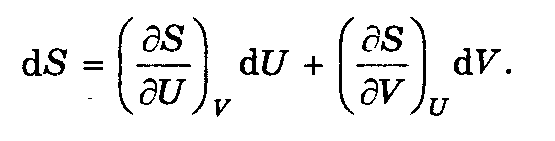 dS = (∂S/∂U)_V dU + (∂S/∂V)_U dV.